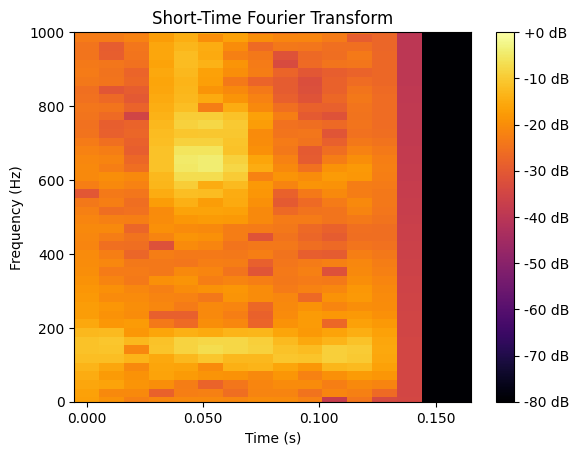 Short-Time Fourier Transform
1000
800
600
400
200
0
Frequency (Hz)
0.000
0.050
0.100
0.150
Time (s)
+0 dB
-10 dB
-20 dB
-30 dB
-40 dB
-50 dB
-60 dB
-70 dB
-80 dB